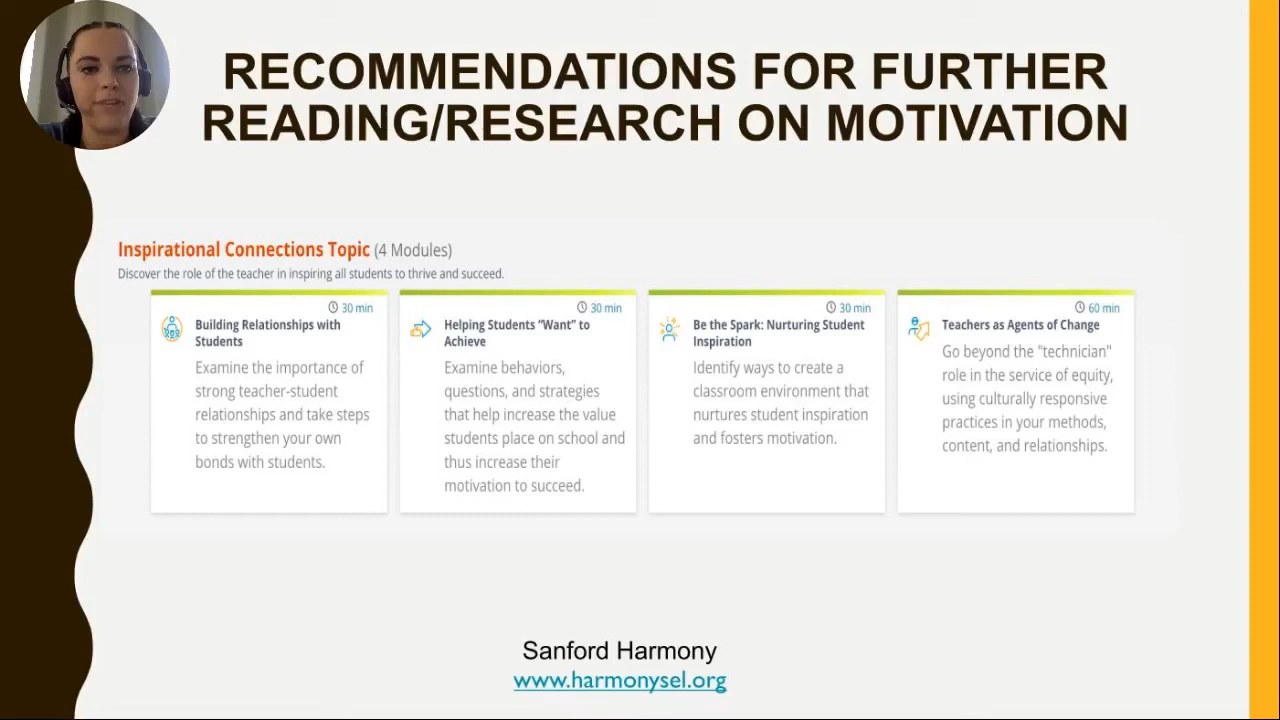 RECOMMENDATIONS FOR FURTHER
READING/RESEARCH ON MOTIVATION
Inspirational Connections Topic (4 Modules)
Discover the role of the teacher in inspiring all students to thrive and succeed.
30 min
Building Relationships with
Students
Examine the importance of
strong teacher-student
relationships and take steps
to strengthen your own
bonds with students.
30 min
Helping Students "Want" to
Achieve
Examine behaviors,
questions, and strategies
that help increase the value
students place on school and
thus increase their
motivation to succeed.
30 min
Be the Spark: Nurturing Student
Inspiration
Identify ways to create a
classroom environment that
nurtures student inspiration
and fosters motivation.
60 min
Teachers as Agents of Change
Go beyond the "technician"
role in the service of equity,
using culturally responsive
practices in your methods,
content, and relationships.
Sanford Harmony
www.harmonysel.org